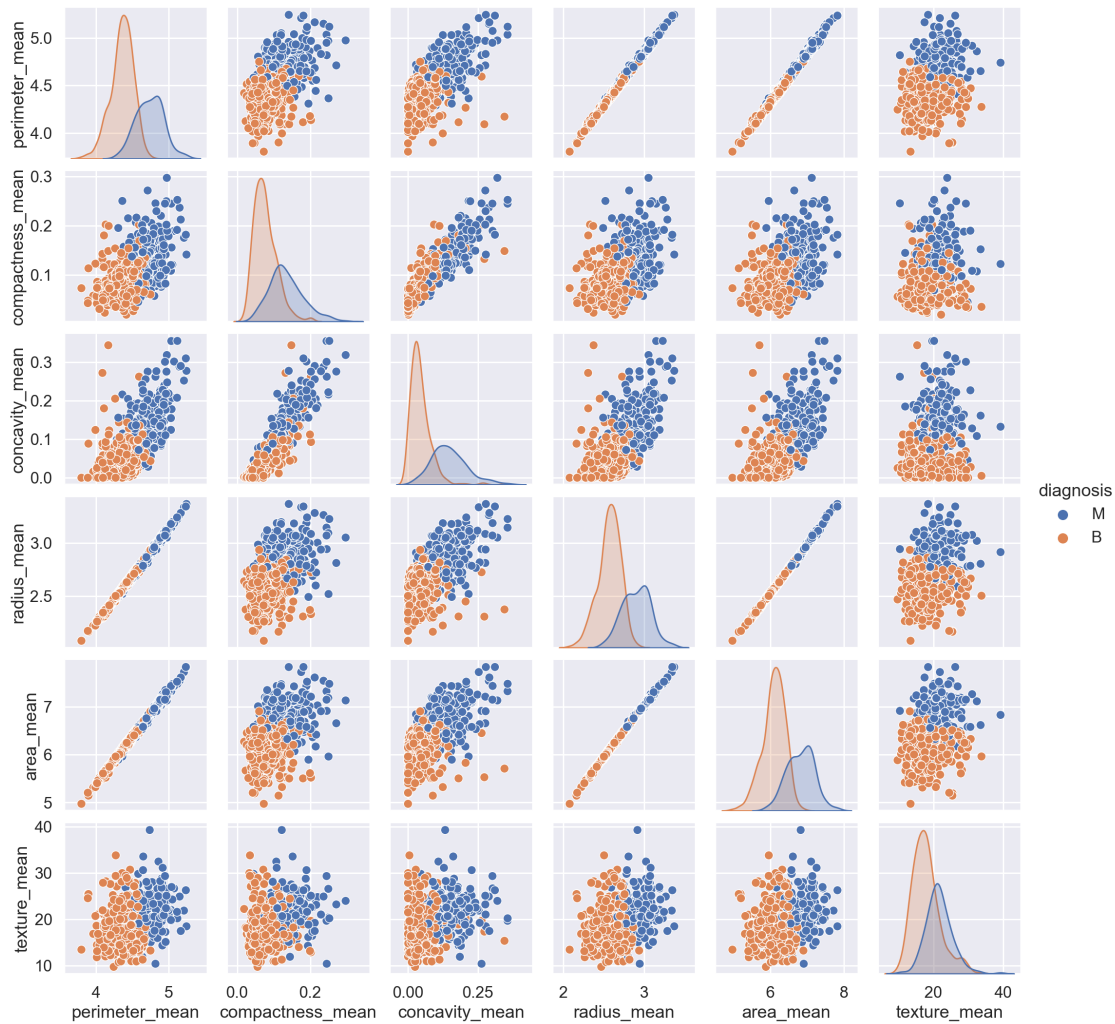 perimeter_mean
5.0
4.5
4.0
compactness_mean
0.3
0.2
0.1
concavity_mean
0.3
0.2
0.1
0.0
radius_mean
3.0
2.5
area_mean
7
6
5
texture_mean
40
30
20
10
4 5
perimeter_mean
0.0 0.2
compactness_mean
0.00 0.25
concavity_mean
2 3
radius_mean
6 8
area_mean
20 40
texture_mean
diagnosis
M
B